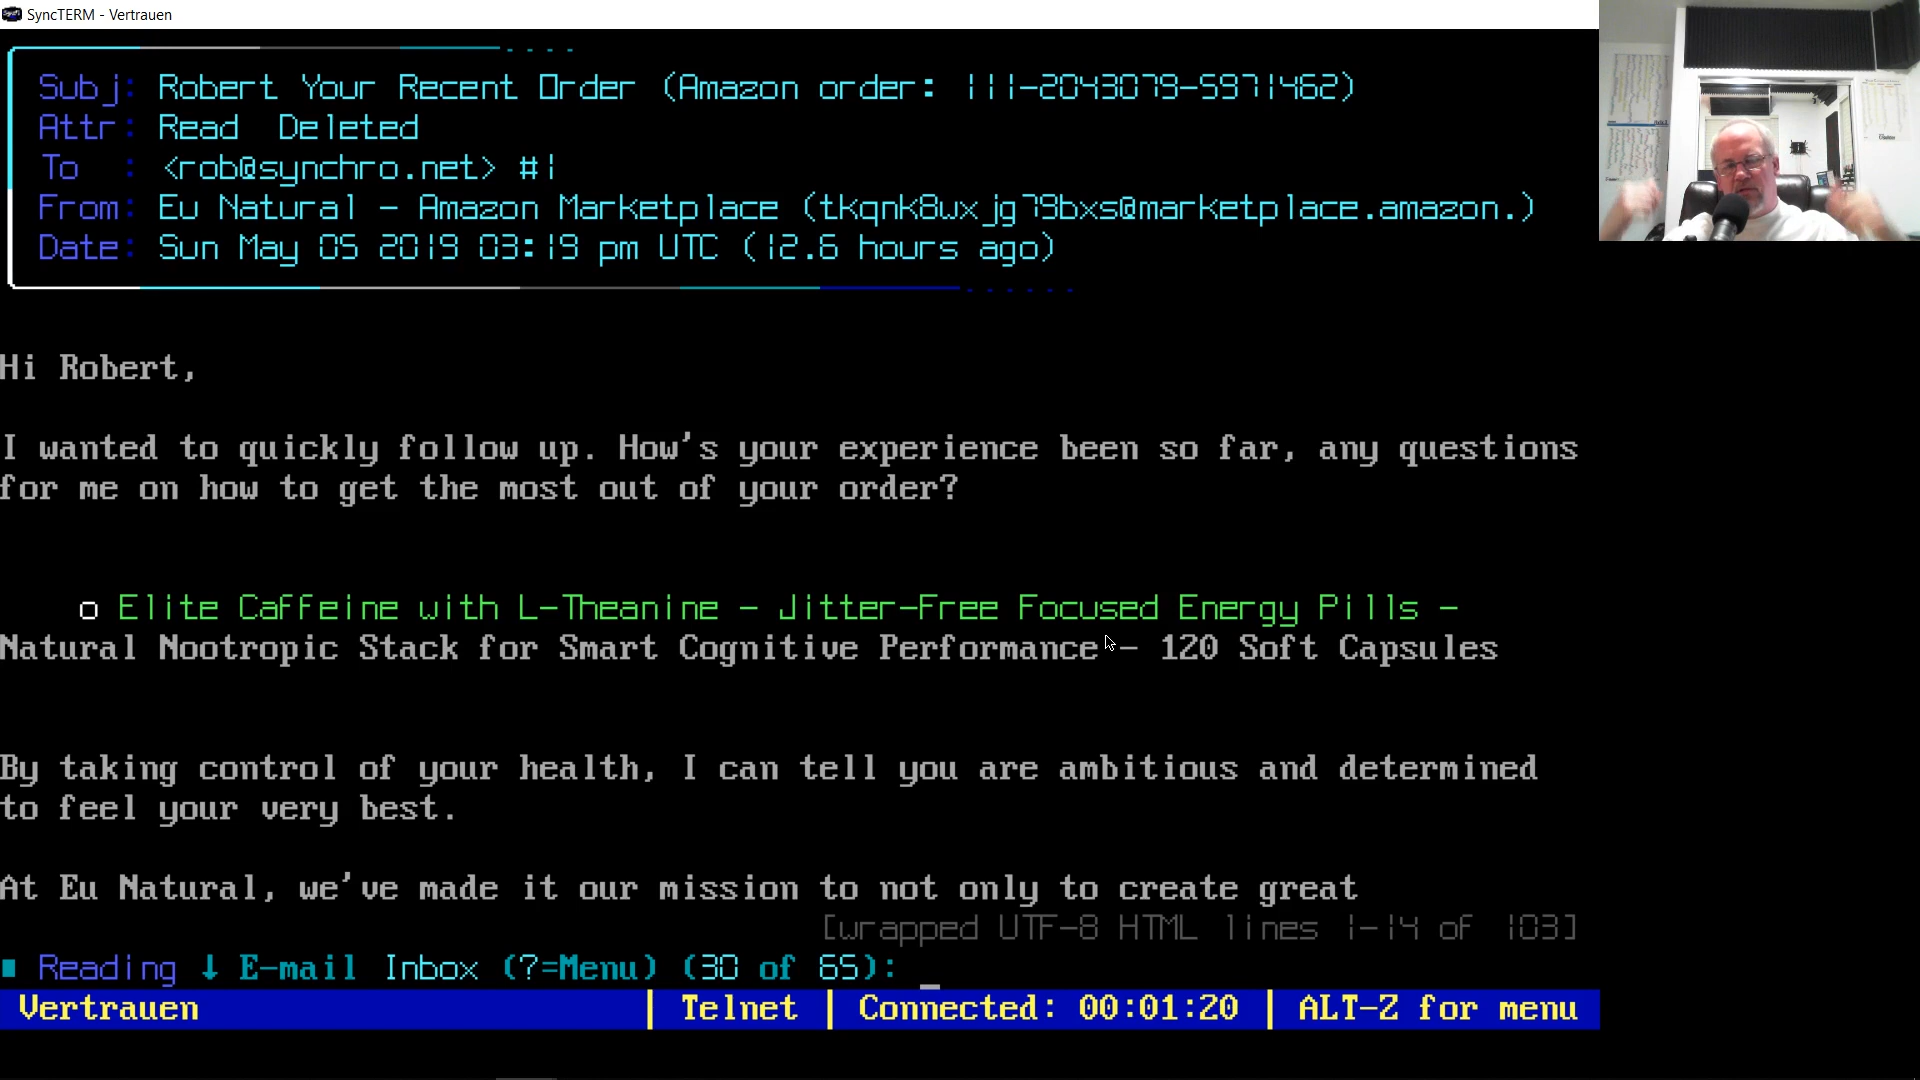 SyncTERM - Vertrauen
Subj: Robert Your Recent Order (Amazon order: 111-2043079-5971462)
Attr: Read Deleted
To : <rob@synchro.net> #1
From: Eu Natural - Amazon Marketplace (tkqnk8wxjg79bxs@marketplace.amazon.)
Date: Sun May 05 2019 03:19 pm UTC (12.6 hours ago)
Hi Robert,
I wanted to quickly follow up. How's your experience been so far, any questions
for me on how to get the most out of your order?
o Elite Caffeine with L-Theanine - Jitter-Free Focused Energy Pills -
Natural Nootropic Stack for Smart Cognitive Performance - 120 Soft Capsules
By taking control of your health, I can tell you are ambitious and determined
to feel your very best.
At Eu Natural, we've made it our mission to not only to create great
[wrapped UTF-8 HTML lines 1-14 of 103]
Reading ↓ E-mail Inbox (?=Menu) (30 of 65):
Vertrauen | Telnet | Connected: 00:01:20 | ALT-Z for menu